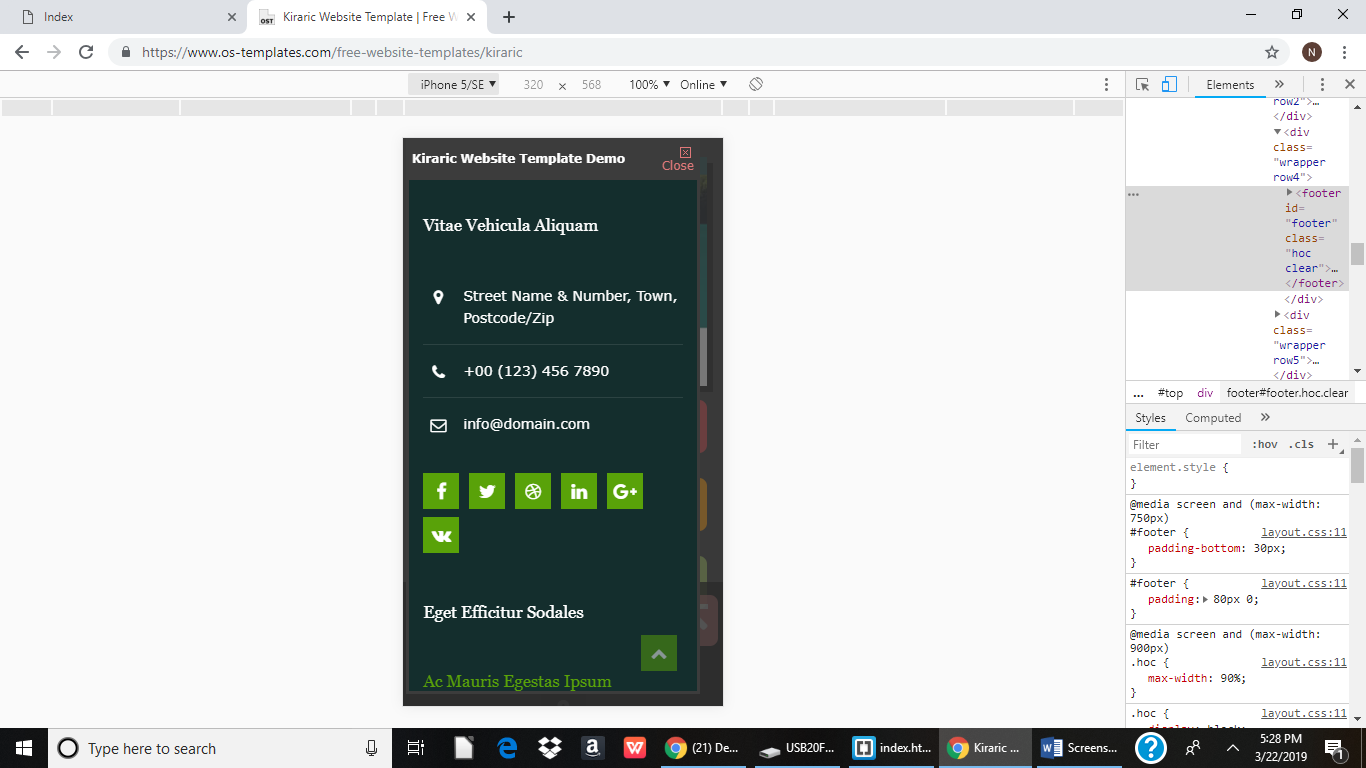 Index
OST
Kiraric Website Template | Free W
https://www.os-templates.com/free-website-templates/kiraric
N
iPhone 5/SE ▼ 320 × 568 100% ▼ Online ▼
Elements
row2">…
</div>
▼<div
class=
"wrapper
row4">
… ▶<footer
id=
"footer"
class=
"hoc
clear">…
</footer>
</div>
▶<div
class=
"wrapper
row5">…
</div>
… #top div footer#footer.hoc.clear
Styles Computed
Filter :hov .cls +
element.style {
}
@media screen and (max-width:
750px)
#footer { layout.css:11
padding-bottom: 30px;
}
#footer { layout.css:11
padding:▶ 80px 0;
}
@media screen and (max-width:
900px)
.hoc { layout.css:11
max-width: 90%;
}
.hoc { layout.css:11
Kiraric Website Template Demo
Close
Vitae Vehicula Aliquam
Street Name & Number, Town,
Postcode/Zip
+00 (123) 456 7890
info@domain.com
f in G+
Eget Efficitur Sodales
Ac Mauris Egestas Ipsum
Type here to search
(21) De...
USB20F...
index.ht...
Kiraric ...
Screens...
5:28 PM
3/22/2019
1